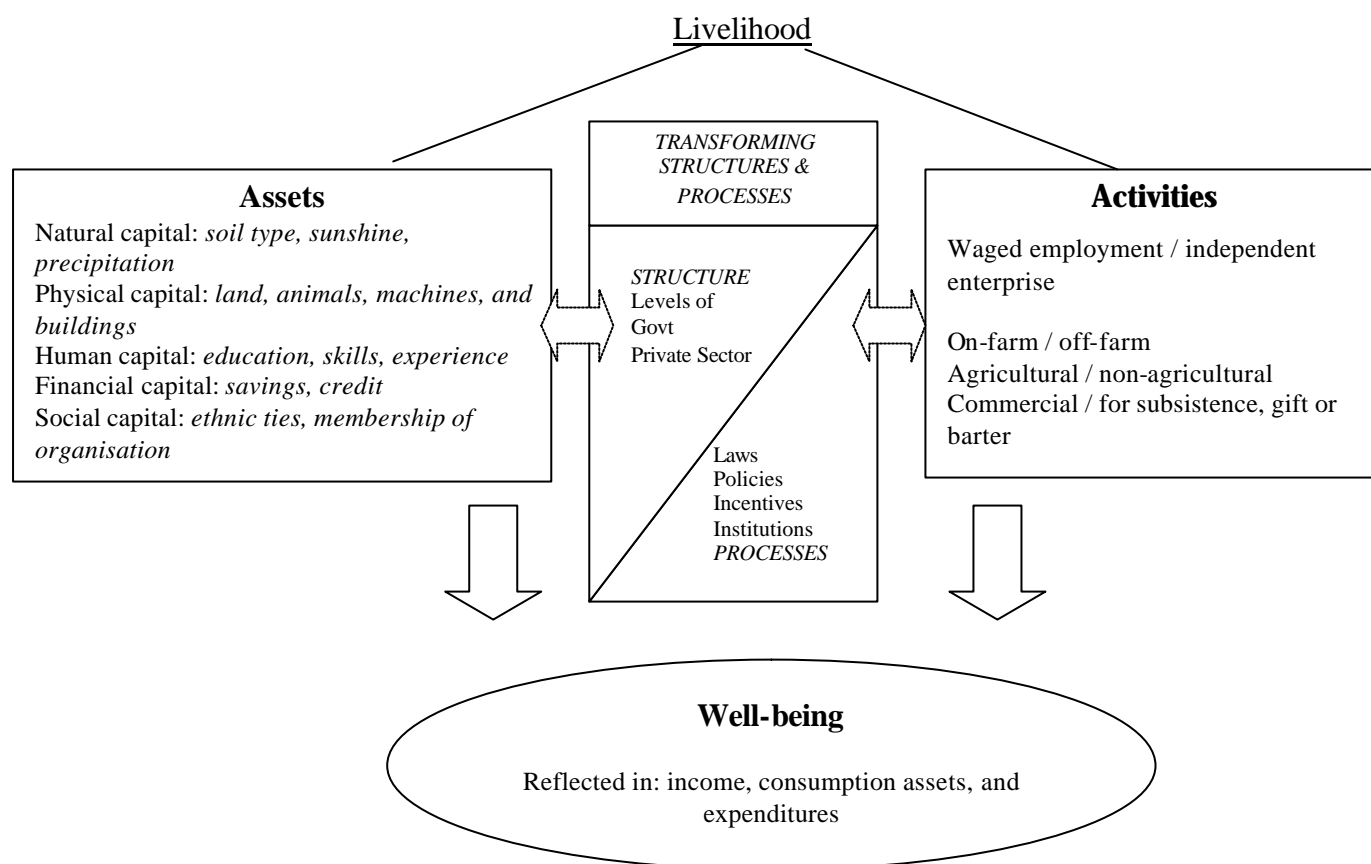 Livelihood
TRANSFORMING
STRUCTURES &
PROCESSES
Assets
Natural capital: soil type, sunshine,
precipitation
Physical capital: land, animals, machines, and
buildings
Human capital: education, skills, experience
Financial capital: savings, credit
Social capital: ethnic ties, membership of
organisation
STRUCTURE
Levels of
Govt
Private Sector
Laws
Policies
Incentives
Institutions
PROCESSES
Activities
Waged employment / independent
enterprise
On-farm / off-farm
Agricultural / non-agricultural
Commercial / for subsistence, gift or
barter
Well-being
Reflected in: income, consumption assets, and
expenditures